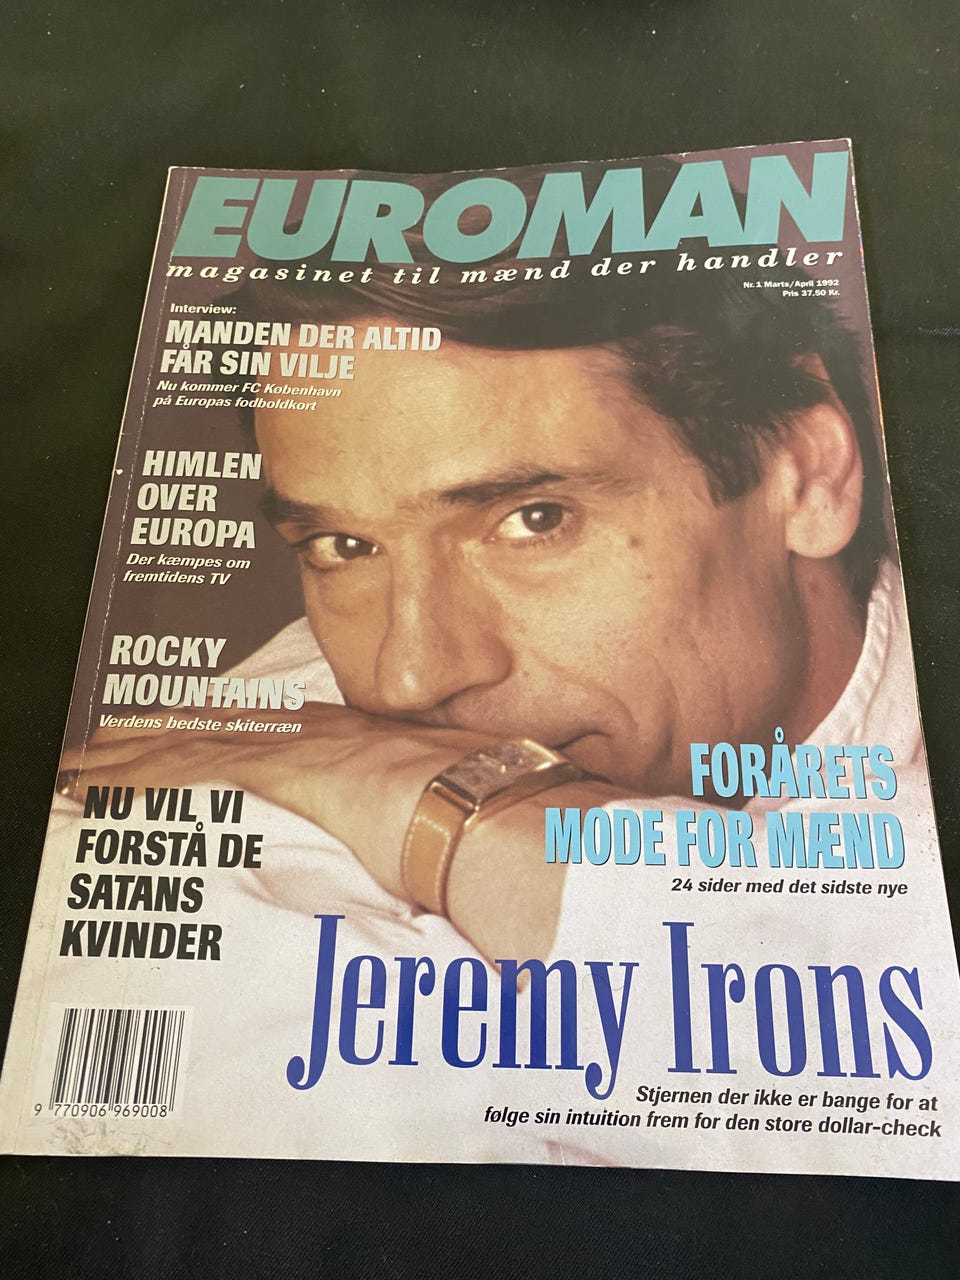 EUROMAN
magasinet til mænd der handler
Nr. 1 Marts/April 1992
Pris 37.50 Kr.
Interview:
MANDEN DER ALTID
FÅR SIN VILJE
Nu kommer FC København
på Europas fodboldkort
HIMLEN
OVER
EUROPA
Der kæmpes om
fremtidens TV
ROCKY
MOUNTAINS
Verdens bedste skiterræn
NU VIL VI
FORSTÅ DE
SATANS
KVINDER
FORÅRETS
MODE FOR MÆND
24 sider med det sidste nye
Jeremy Irons
Stjernen der ikke er bange for at
følge sin intuition frem for den store dollar-check
9 770906 969008